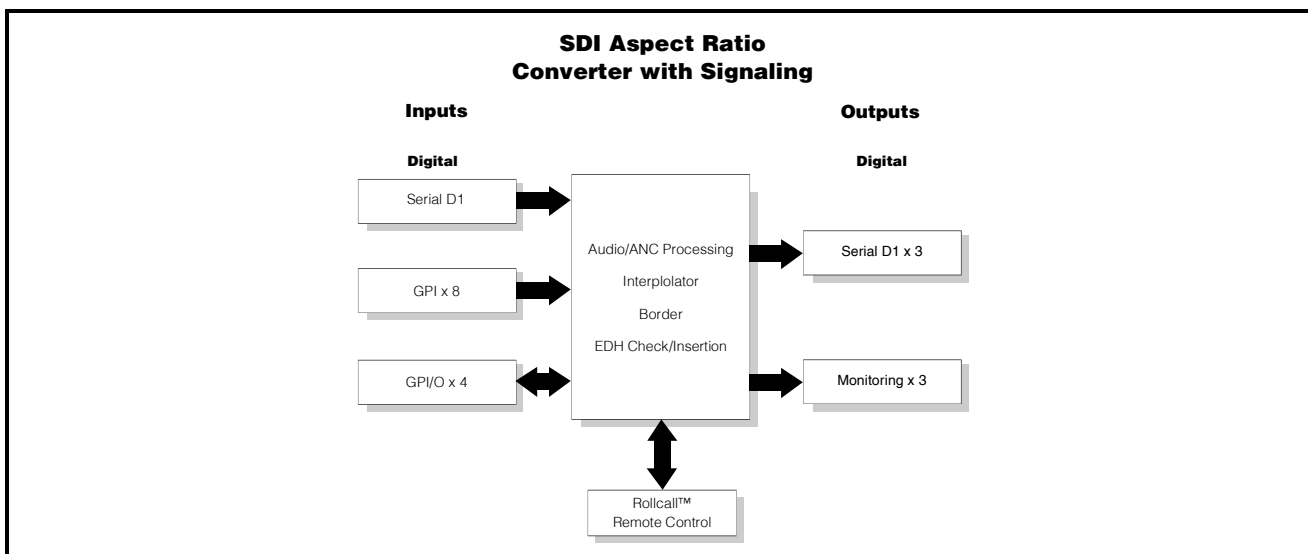 SDI Aspect Ratio
Converter with Signaling
Inputs
Outputs
Digital
Digital
Serial D1
GPI x 8
GPI/O x 4
Audio/ANC Processing
Interplolator
Border
EDH Check/Insertion
Serial D1 x 3
Monitoring x 3
Rollcall™
Remote Control